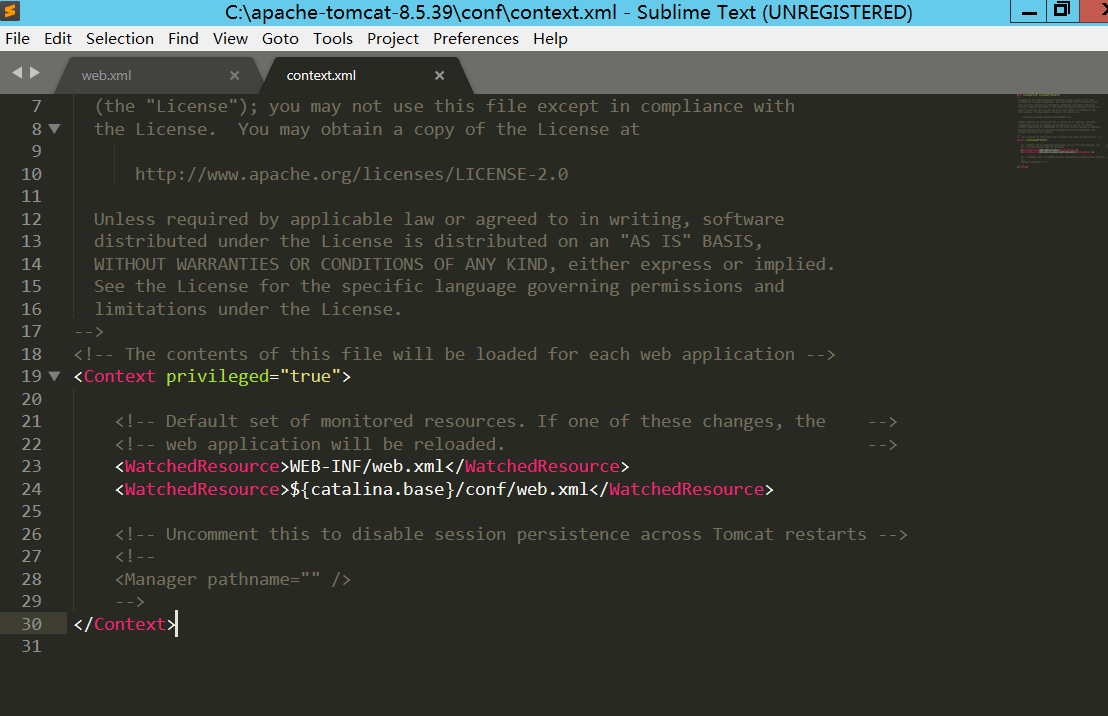 C:\apache-tomcat-8.5.39\conf\context.xml - Sublime Text (UNREGISTERED)
File Edit Selection Find View Goto Tools Project Preferences Help
web.xml × context.xml ×
7 (the "License"); you may not use this file except in compliance with
8 the License.  You may obtain a copy of the License at
9
10 http://www.apache.org/licenses/LICENSE-2.0
11
12 Unless required by applicable law or agreed to in writing, software
13 distributed under the License is distributed on an "AS IS" BASIS,
14 WITHOUT WARRANTIES OR CONDITIONS OF ANY KIND, either express or implied.
15 See the License for the specific language governing permissions and
16 limitations under the License.
17 -->
18 <!-- The contents of this file will be loaded for each web application -->
19 <Context privileged="true">
20
21 <!-- Default set of monitored resources. If one of these changes, the    -->
22 <!-- web application will be reloaded.                                   -->
23 <WatchedResource>WEB-INF/web.xml</WatchedResource>
24 <WatchedResource>${catalina.base}/conf/web.xml</WatchedResource>
25
26 <!-- Uncomment this to disable session persistence across Tomcat restarts -->
27 <!--
28 <Manager pathname="" />
29 -->
30 </Context>
31